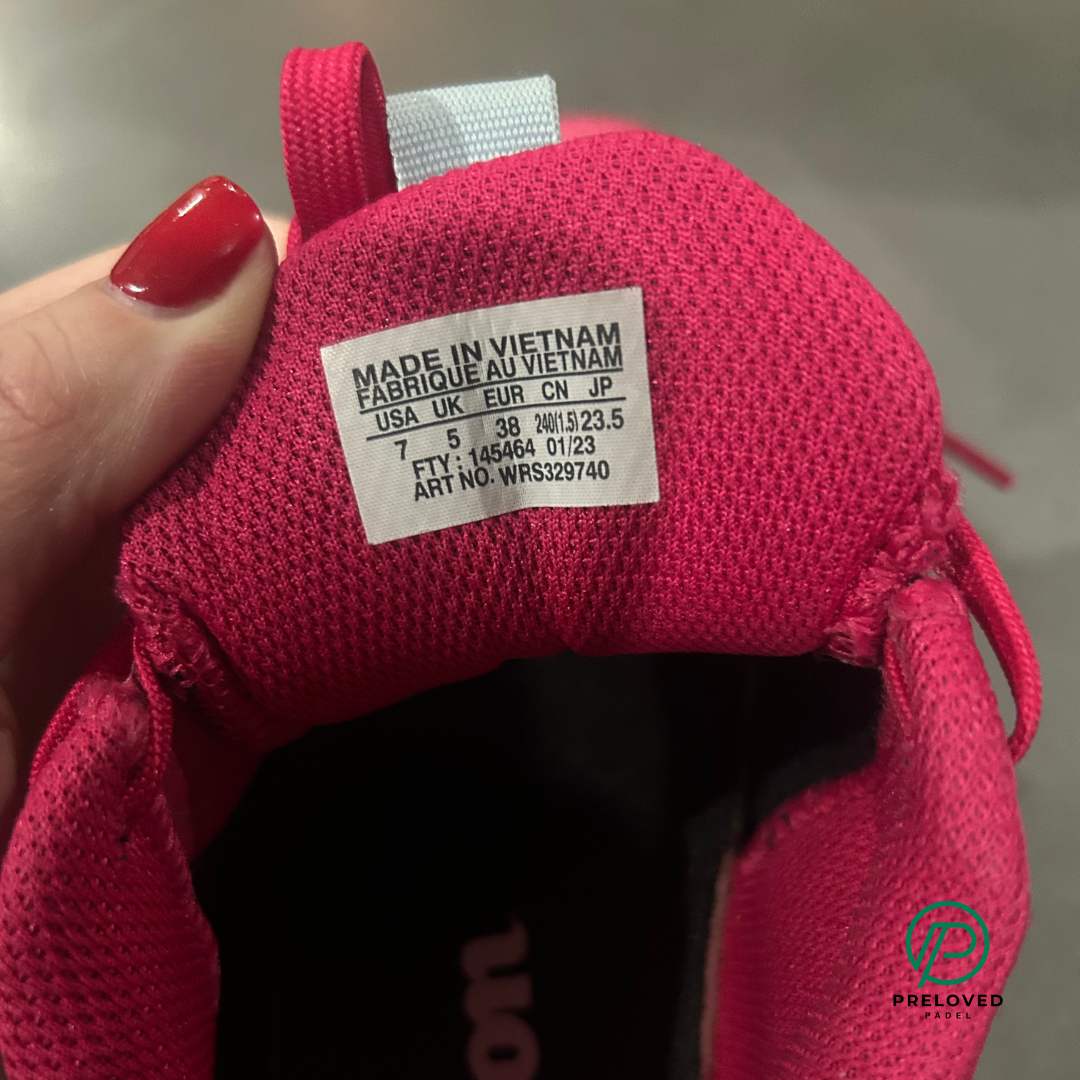 MADE IN VIETNAM
FABRIQUE AU VIETNAM
USA UK EUR CN JP
7 5 38 240(1.5) 23.5
FTY : 145464 01/23
ART NO. WRS329740
on
PRELOVED
PADEL